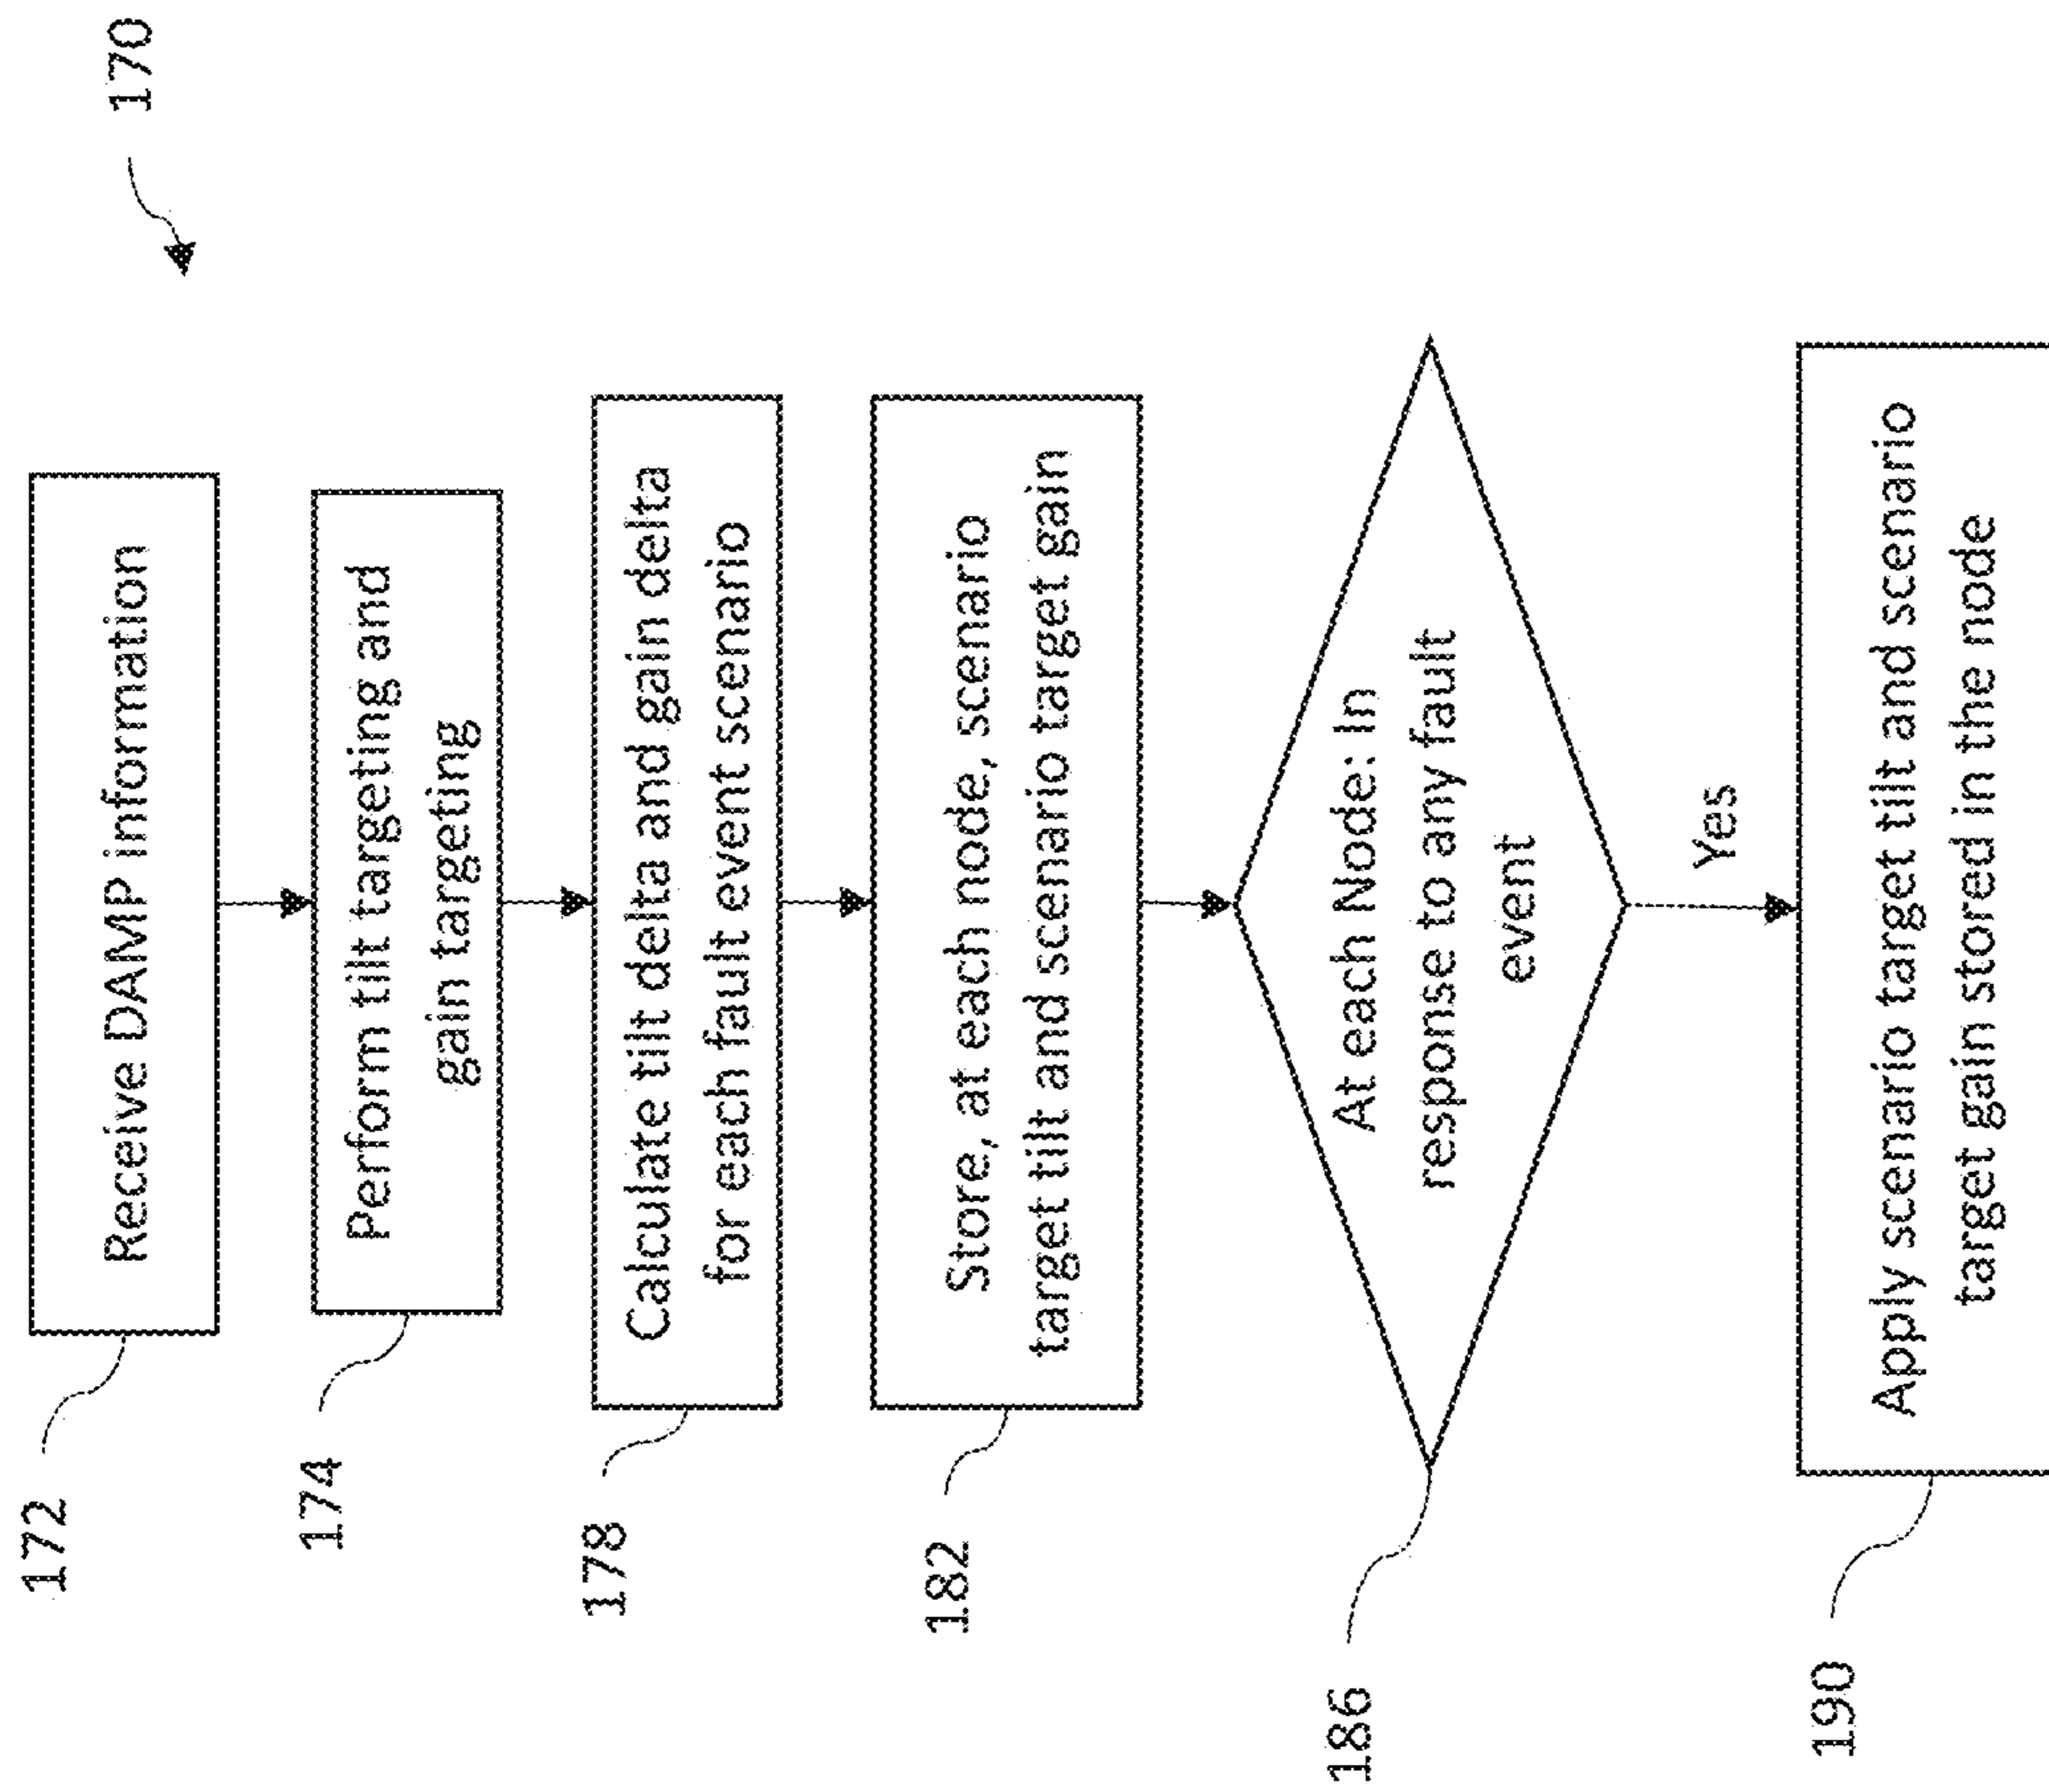 170
172
Receive DAMP information
174
Perform tilt targeting and
gain targeting
178
Calculate tilt delta and gain delta
for each fault event scenario
182
Store, at each node, scenario
target tilt and scenario target gain
186
At each Node: In
response to any fault
event
Yes
190
Apply scenario target tilt and scenario
target gain stored in the node